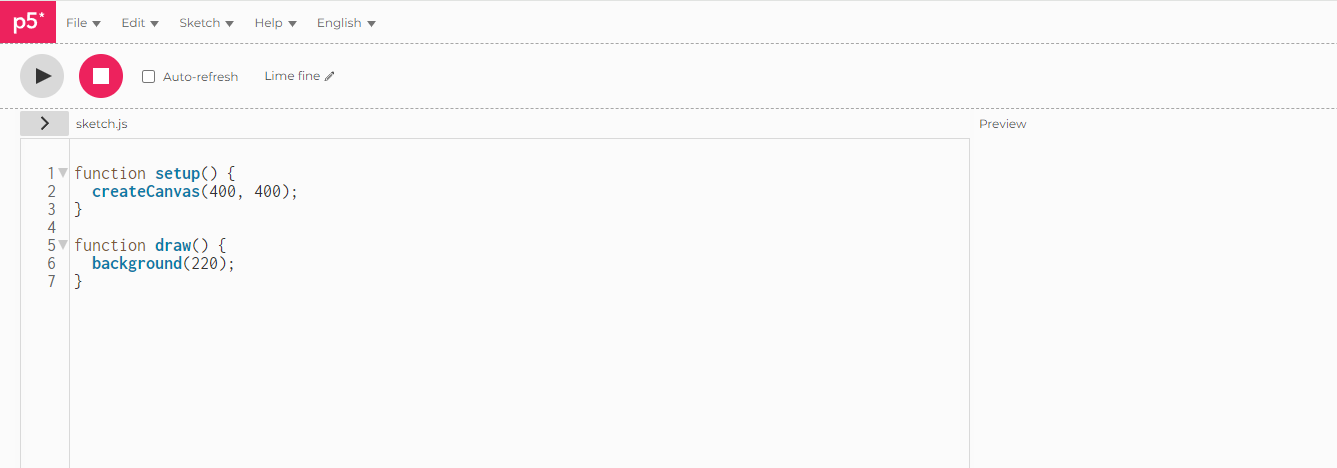 p5* File Edit Sketch Help English
Auto-refresh Lime fine
sketch.js Preview
1 function setup() {
2   createCanvas(400, 400);
3 }
4
5 function draw() {
6   background(220);
7 }